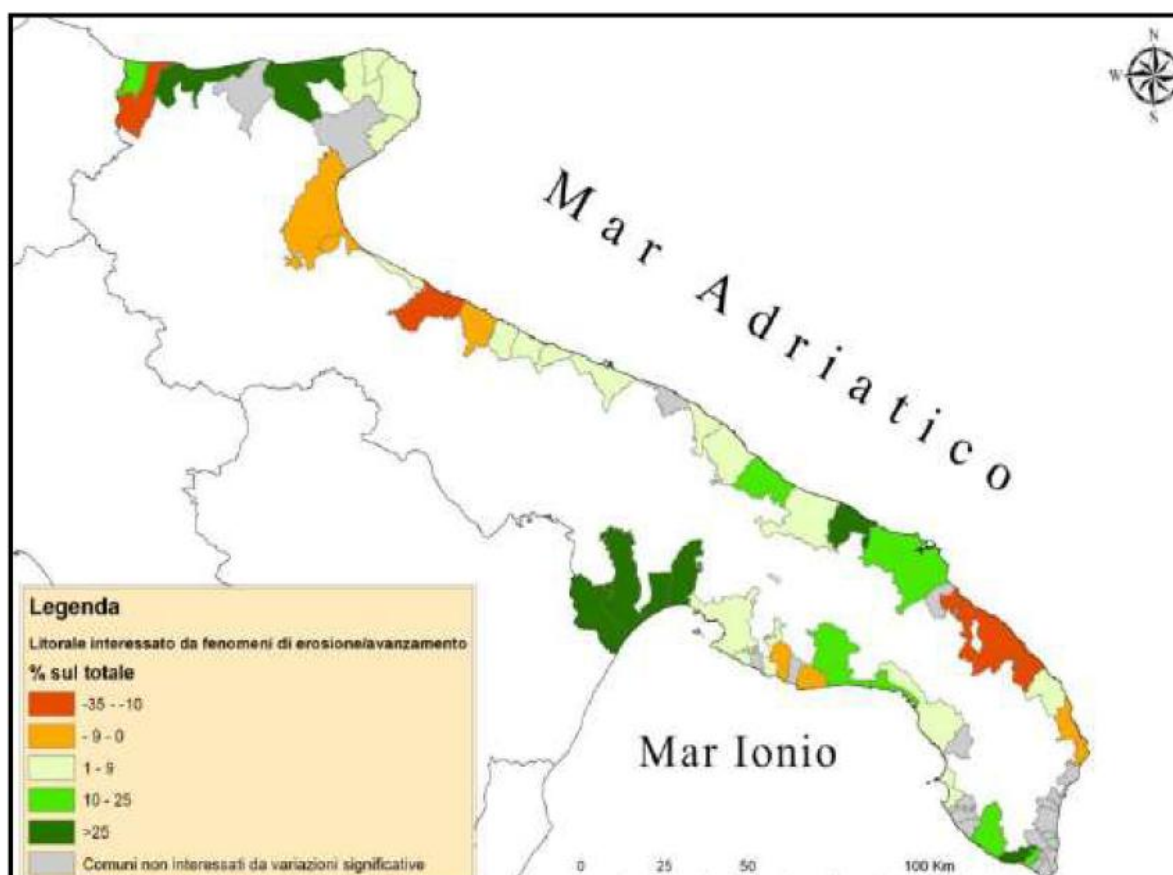 N
W
S
Mar Adriatico
Mar Ionio
Legenda
Litorale interessato da fenomeni di erosione/avanzamento
% sul totale
-35 - -10
- 9 - 0
1 - 9
10 - 25
>25
Comuni non interessati da variazioni significative
0 25 50 100 Km